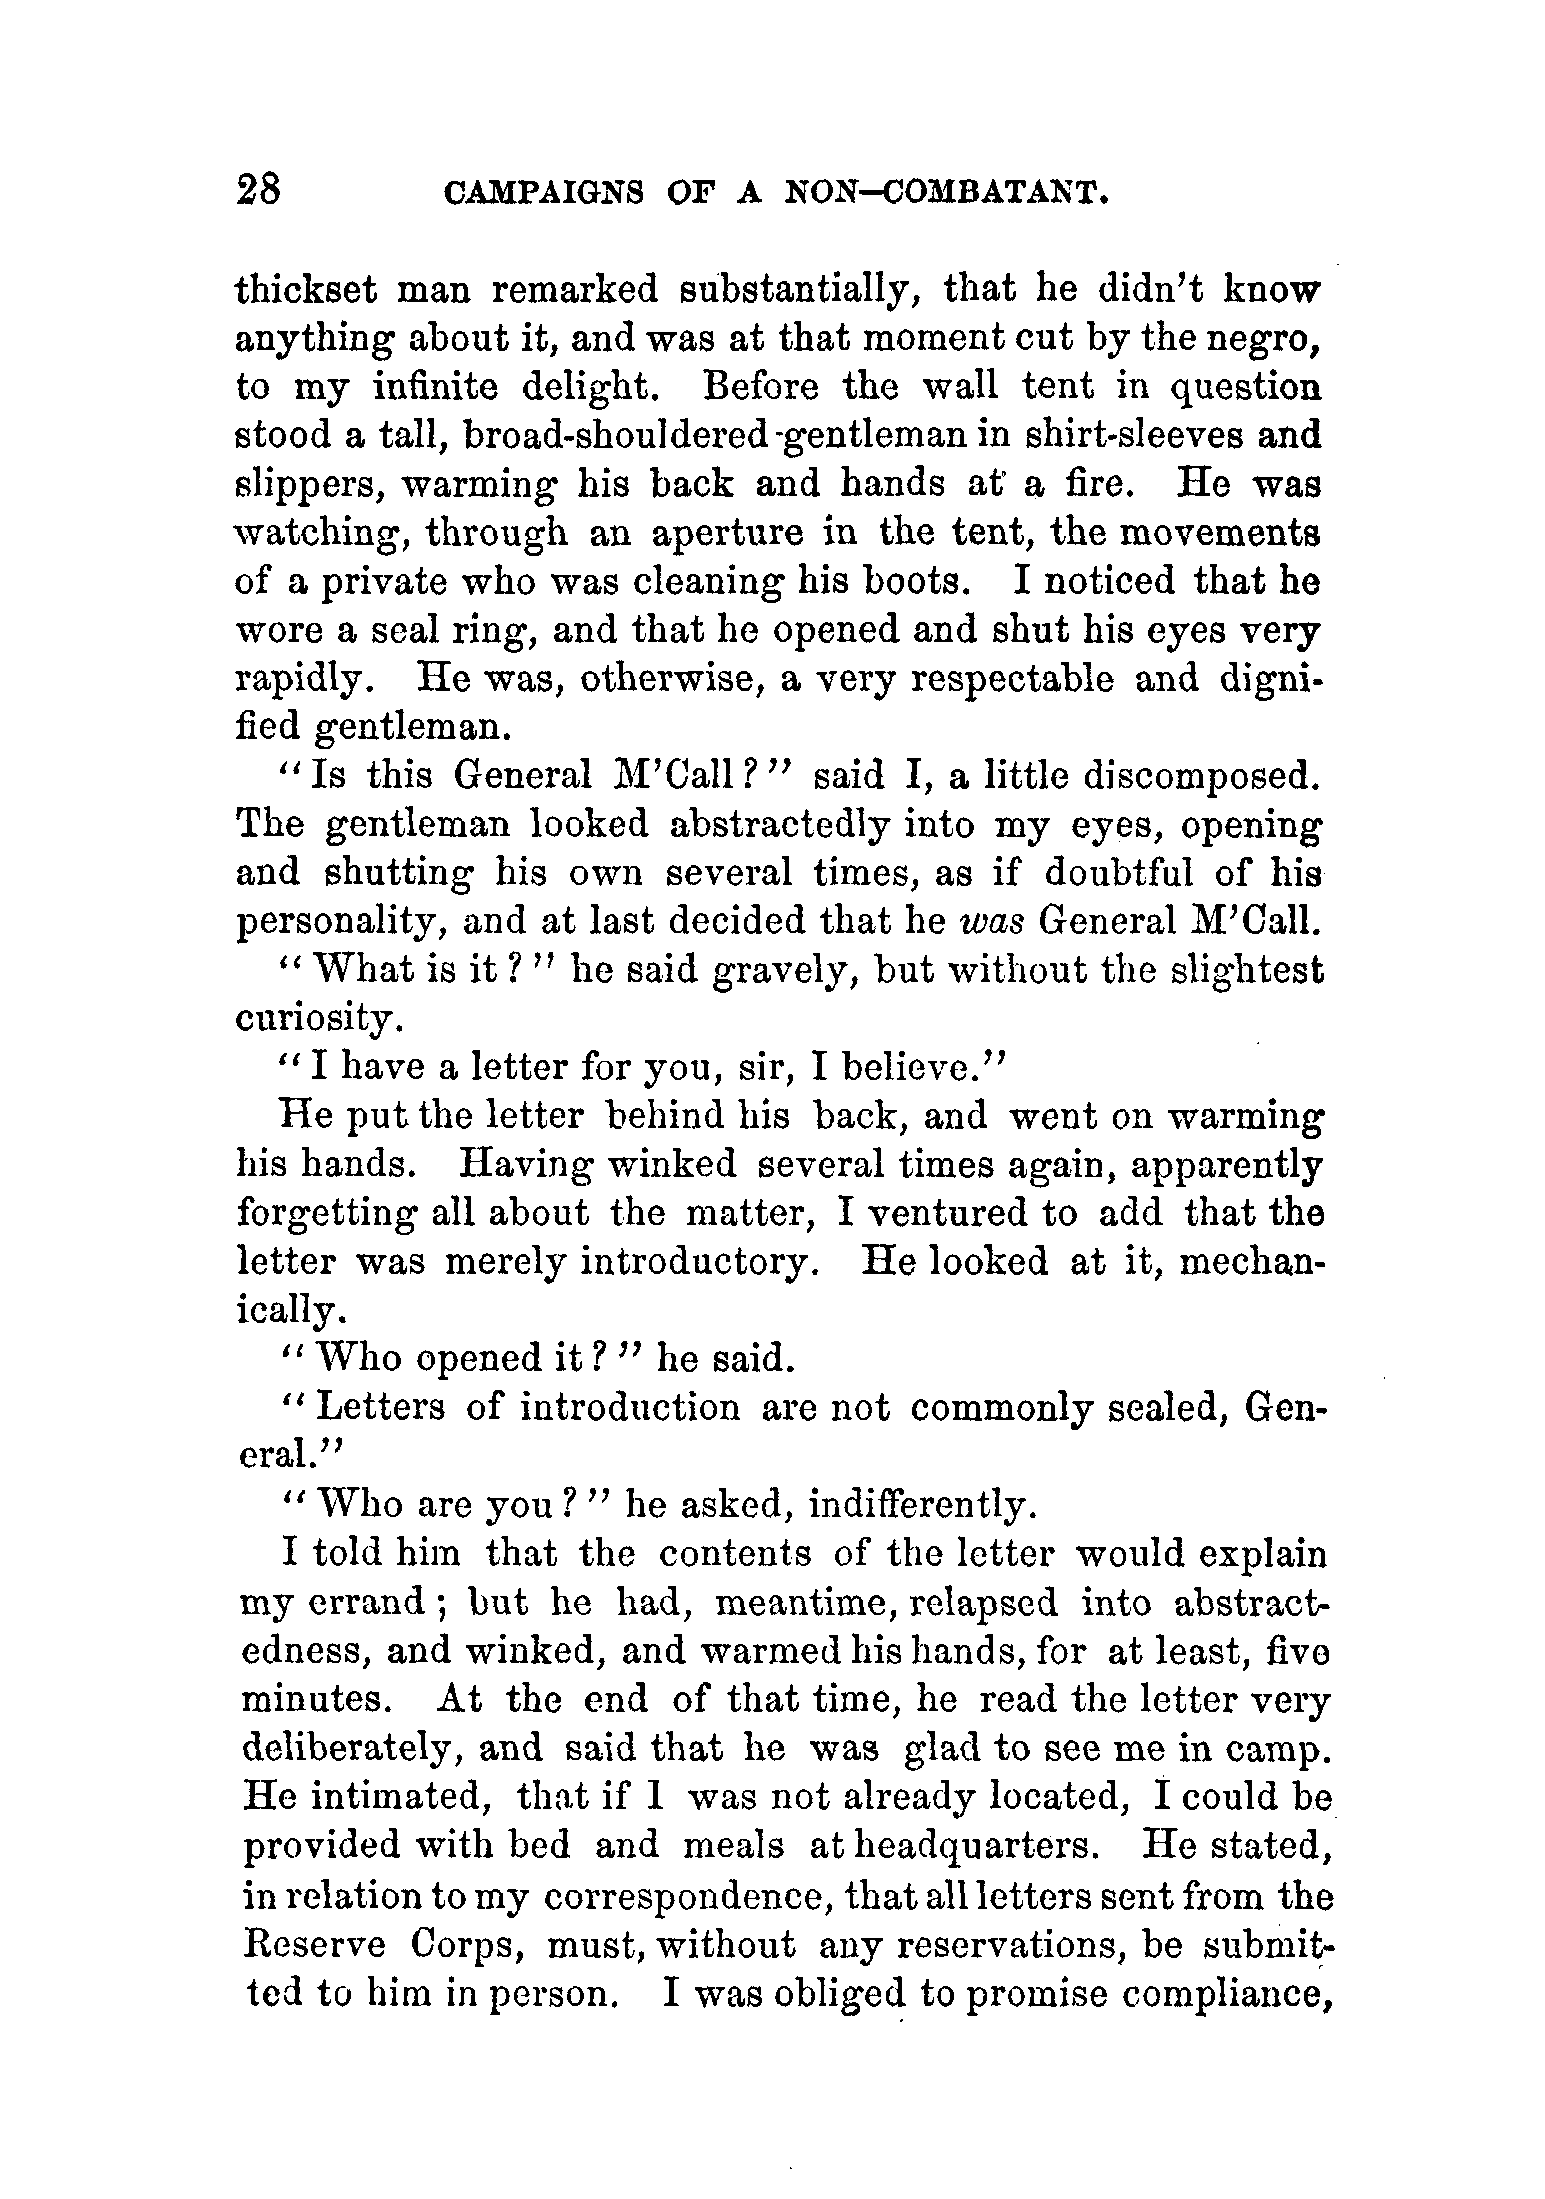 28 CAMPAIGNS OF A NON-COMBATANT.
thickset man remarked substantially, that he didn't know
anything about it, and was at that moment cut by the negro,
to my infinite delight. Before the wall tent in question
stood a tall, broad-shouldered gentleman in shirt-sleeves and
slippers, warming his back and hands at a fire. He was
watching, through an aperture in the tent, the movements
of a private who was cleaning his boots. I noticed that he
wore a seal ring, and that he opened and shut his eyes very
rapidly. He was, otherwise, a very respectable and digni-
fied gentleman.
"Is this General M'Call?" said I, a little discomposed.
The gentleman looked abstractedly into my eyes, opening
and shutting his own several times, as if doubtful of his
personality, and at last decided that he was General M'Call.
"What is it?" he said gravely, but without the slightest
curiosity.
"I have a letter for you, sir, I believe."
He put the letter behind his back, and went on warming
his hands. Having winked several times again, apparently
forgetting all about the matter, I ventured to add that the
letter was merely introductory. He looked at it, mechan-
ically.
"Who opened it?" he said.
"Letters of introduction are not commonly sealed, Gen-
eral."
"Who are you?" he asked, indifferently.
I told him that the contents of the letter would explain
my errand; but he had, meantime, relapsed into abstract-
edness, and winked, and warmed his hands, for at least, five
minutes. At the end of that time, he read the letter very
deliberately, and said that he was glad to see me in camp.
He intimated, that if I was not already located, I could be
provided with bed and meals at headquarters. He stated,
in relation to my correspondence, that all letters sent from the
Reserve Corps, must, without any reservations, be submit-
ted to him in person. I was obliged to promise compliance,